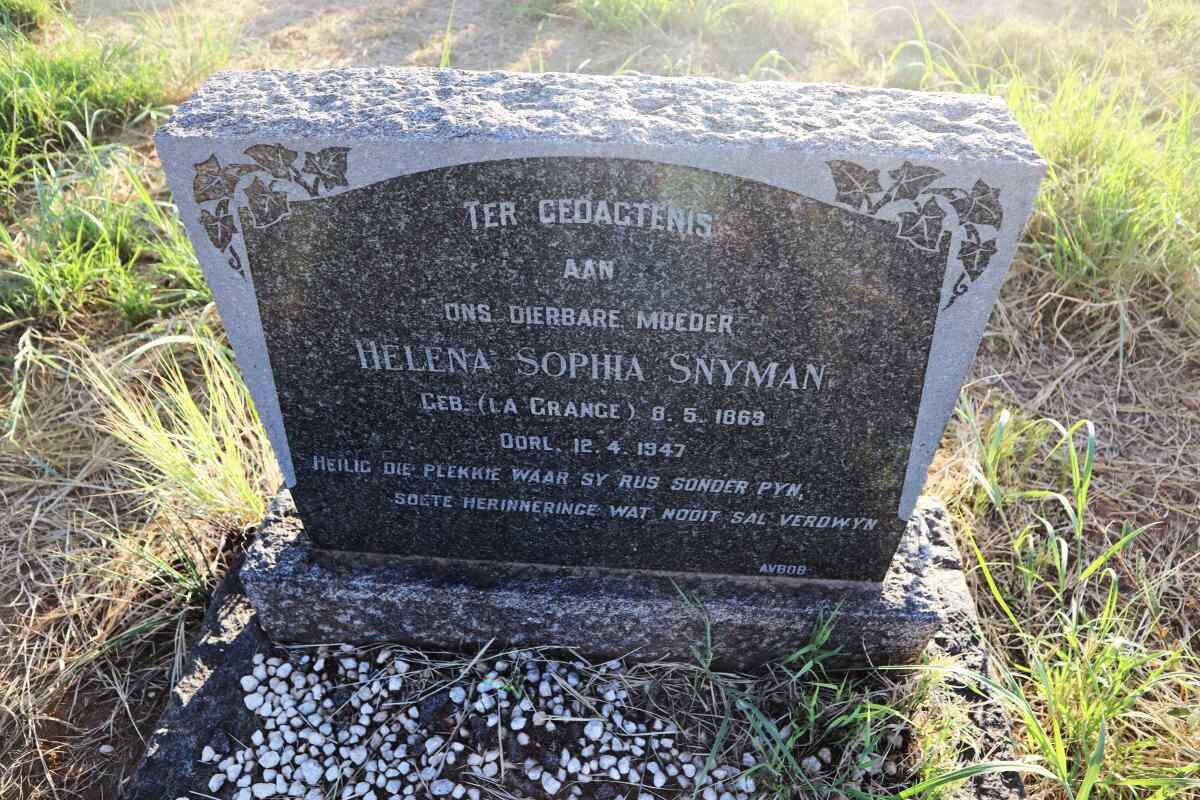 TER GEDAGTENIS
AAN
ONS DIERBARE MOEDER
HELENA SOPHIA SNYMAN
GEB. (LA GRANGE) 8.5.1869
OORL. 12.4.1947
HEILIG DIE PLEKKIE WAAR SY RUS SONDER PYN,
SOETE HERINNERINGE WAT NOOIT SAL VERDWYN
AVBOB